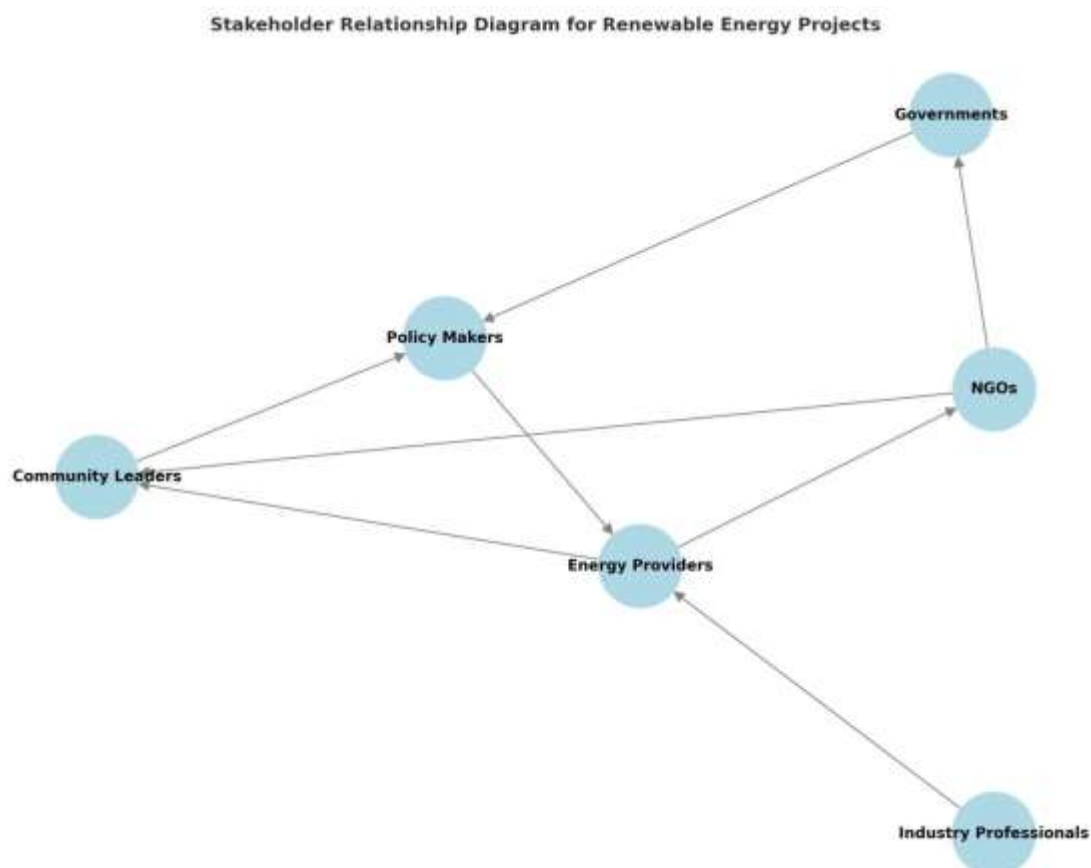 Stakeholder Relationship Diagram for Renewable Energy Projects
Governments
Policy Makers
NGOs
Community Leaders
Energy Providers
Industry Professionals